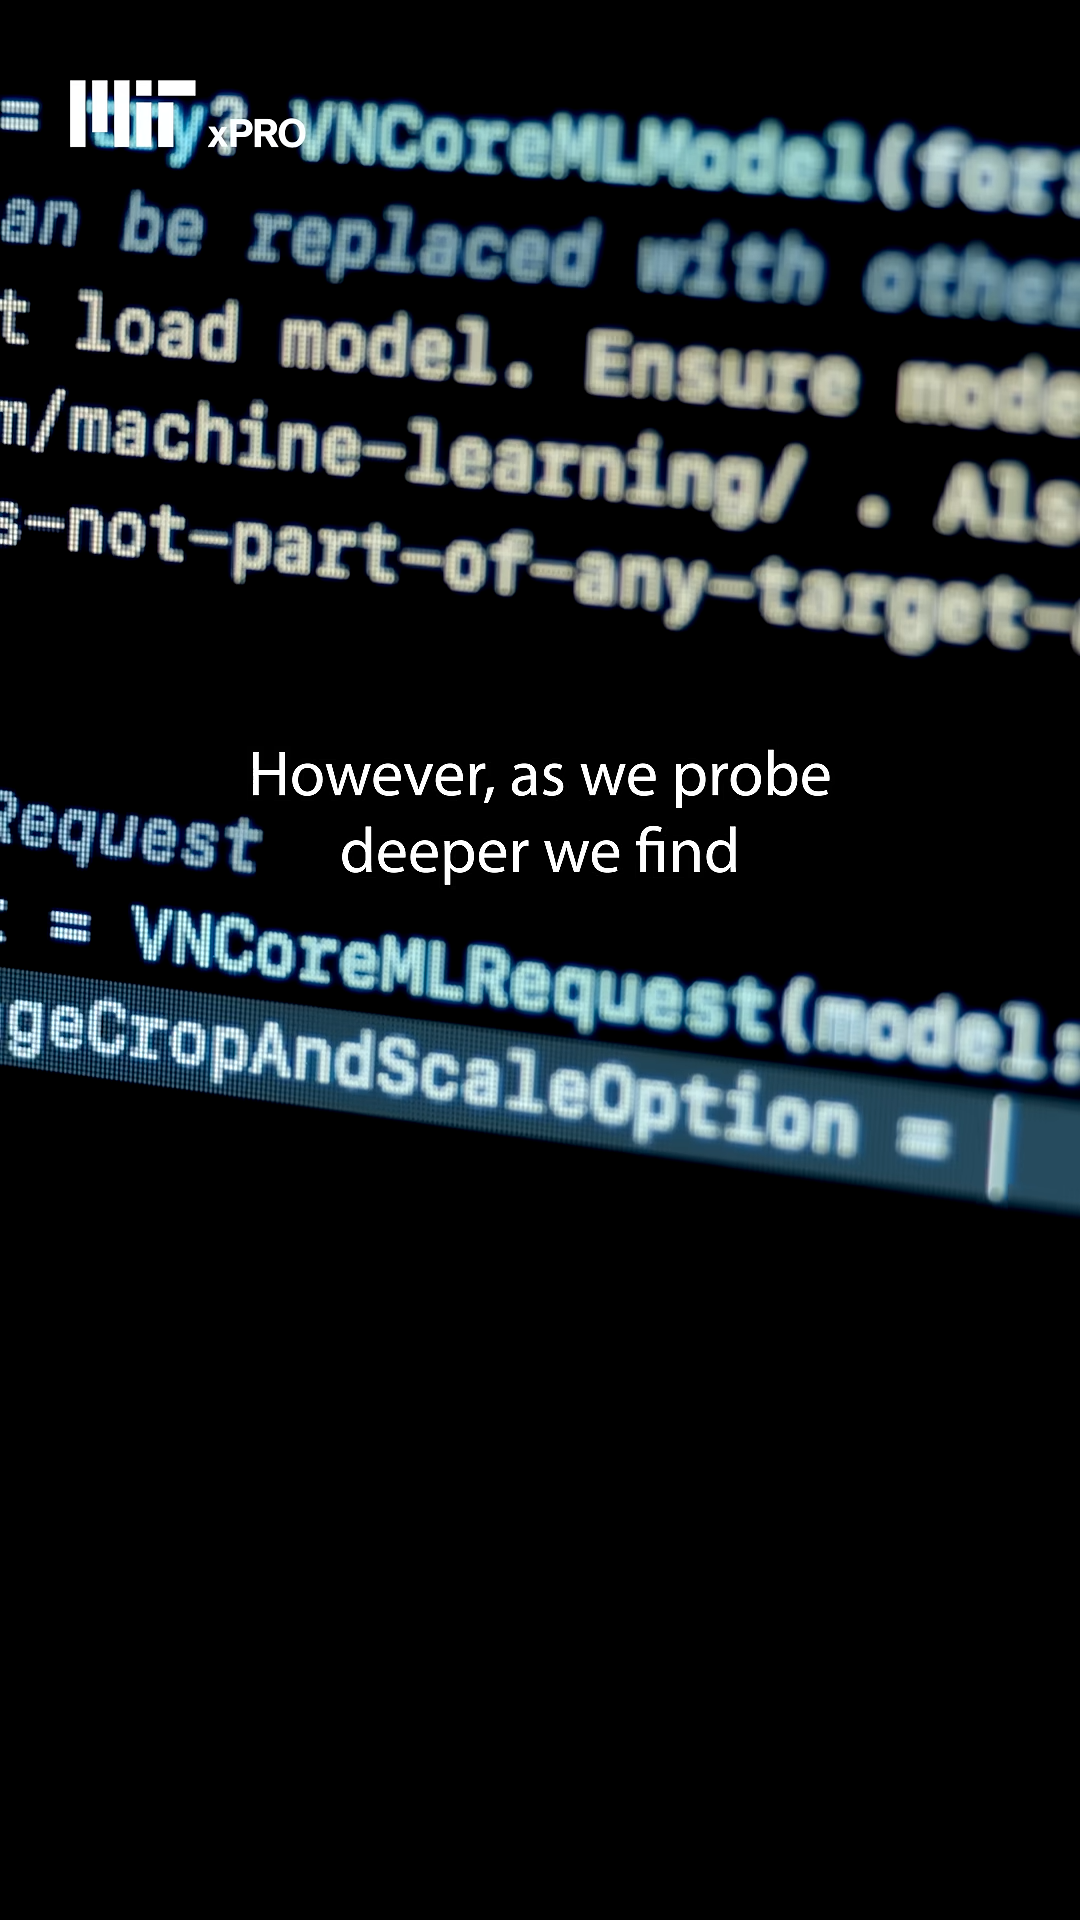 MIT xPRO
= try? VNCoreMLModel(for:
an be replaced with other
t load model. Ensure mode
m/machine-learning/ . Als
s-not-part-of-any-target-
However, as we probe
deeper we find
Request
= VNCoreMLRequest(model:
geCropAndScaleOption =